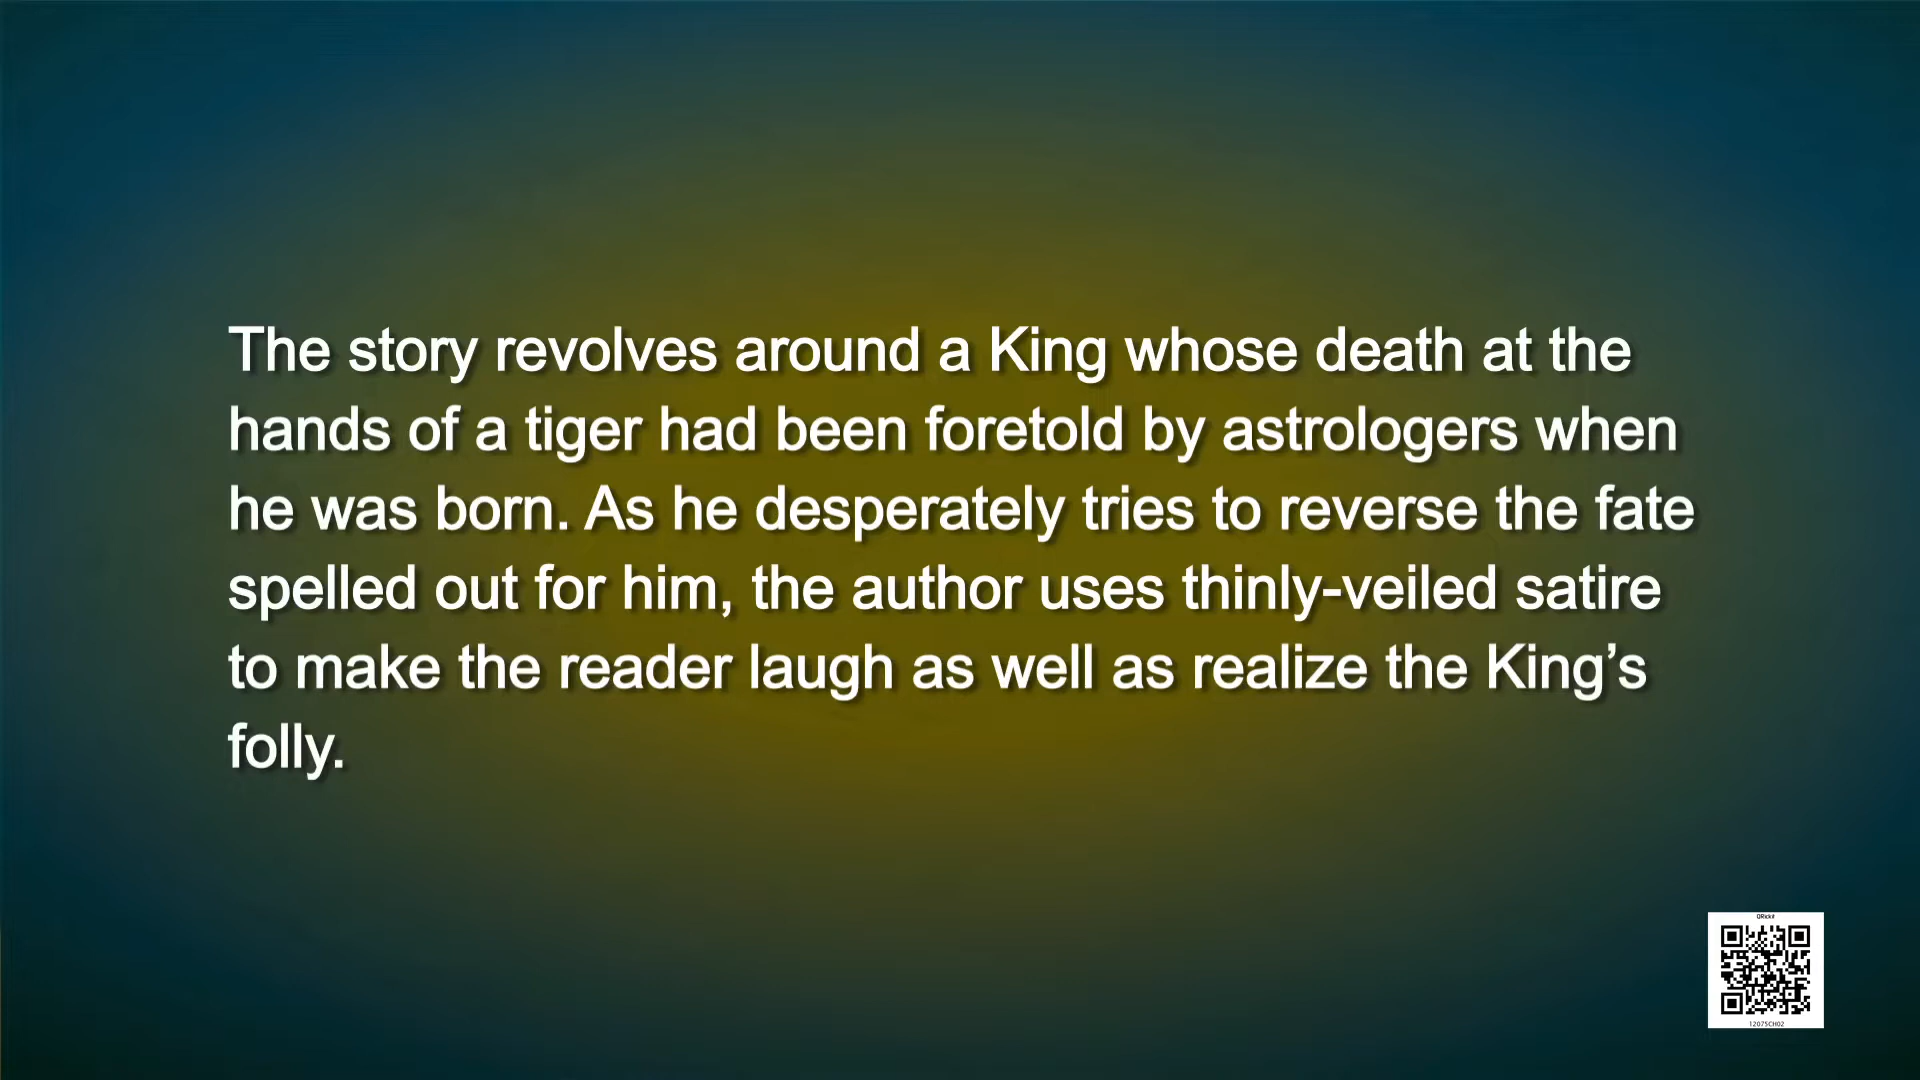 The story revolves around a King whose death at the
hands of a tiger had been foretold by astrologers when
he was born. As he desperately tries to reverse the fate
spelled out for him, the author uses thinly-veiled satire
to make the reader laugh as well as realize the King’s
folly.
QRickit
12075CH02